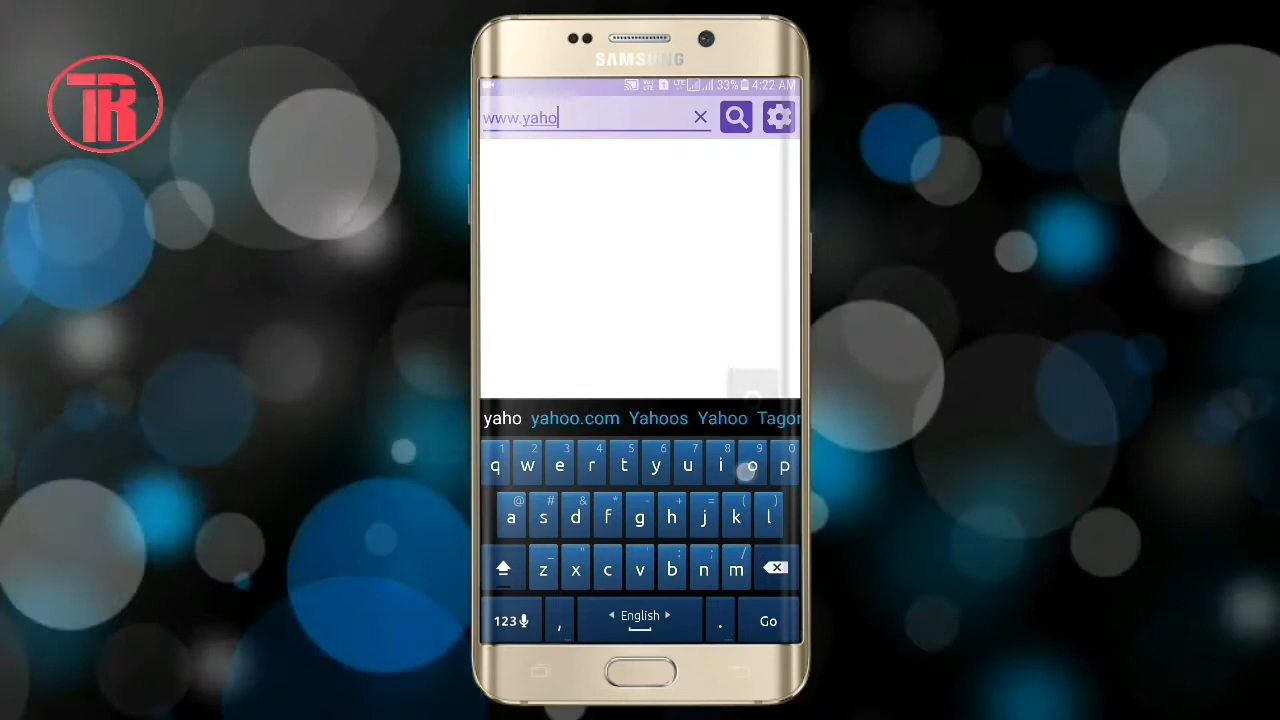 TR
SAMSUNG
33% 4:22 AM
www.yaho
yaho yahoo.com Yahoos Yahoo Tagor
1 2 3 4 5 6 7 8 9 0
q w e r t y u i o p
@ # & * - + = ( )
a s d f g h j k l
_ " ' : ; /
z x c v b n m
123 , English . Go